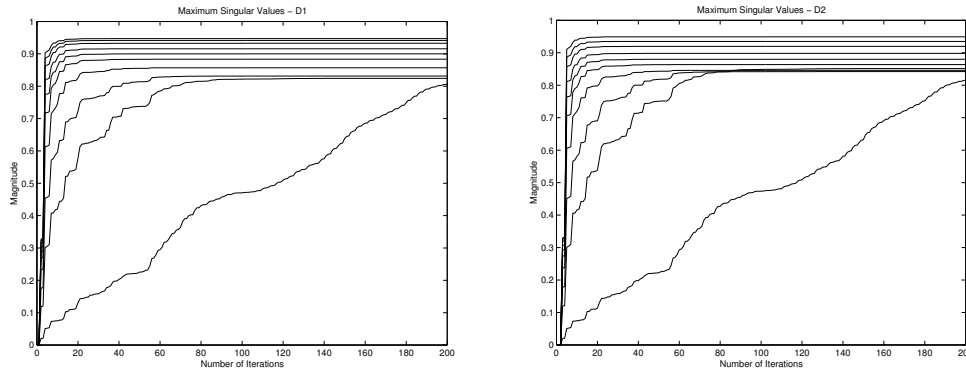 Maximum Singular Values − D1
1
0.9
0.8
0.7
0.6
0.5
0.4
0.3
0.2
0.1
0
Magnitude
0 20 40 60 80 100 120 140 160 180 200
Number of Iterations
Maximum Singular Values − D2
1
0.9
0.8
0.7
0.6
0.5
0.4
0.3
0.2
0.1
0
Magnitude
0 20 40 60 80 100 120 140 160 180 200
Number of Iterations